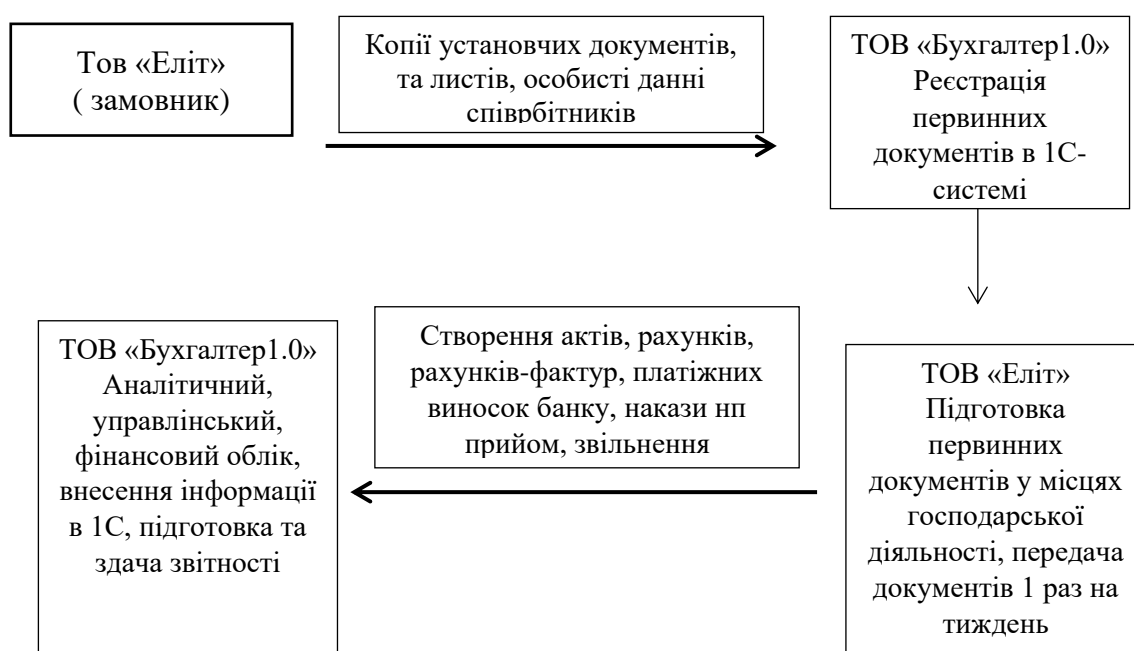 Тов «Еліт»
( замовник)
Копії установчих документів,
та листів, особисті данні
співрбітників
ТОВ «Бухгалтер1.0»
Реєстрація
первинних
документів в 1С-
системі
ТОВ «Бухгалтер1.0»
Аналітичний,
управлінський,
фінансовий облік,
внесення інформації
в 1С, підготовка та
здача звітності
Створення актів, рахунків,
рахунків-фактур, платіжних
виносок банку, накази нп
прийом, звільнення
ТОВ «Еліт»
Підготовка
первинних
документів у місцях
господарської
діяльності, передача
документів 1 раз на
тиждень